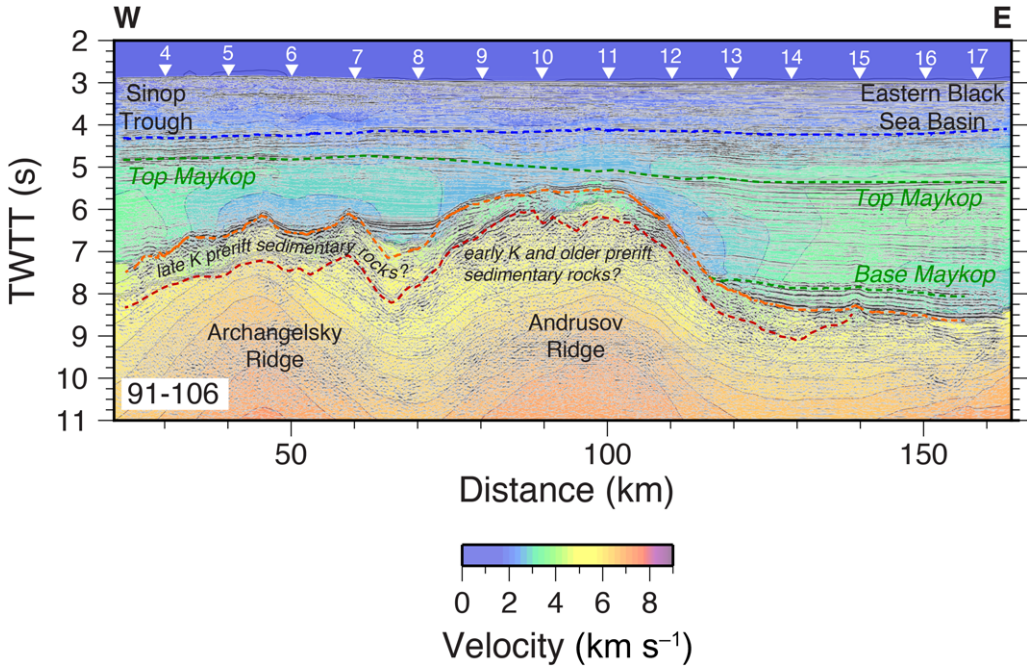 W E
2
3
4
5
6
7
8
9
10
11
TWTT (s)
4 5 6 7 8 9 10 11 12 13 14 15 16 17
Sinop
Trough
Eastern Black
Sea Basin
Top Maykop
Top Maykop
Base Maykop
late K prerift sedimentary rocks?
early K and older prerift
sedimentary rocks?
Archangelsky
Ridge
Andrusov
Ridge
91-106
50 100 150
Distance (km)
0 2 4 6 8
Velocity (km s⁻¹)